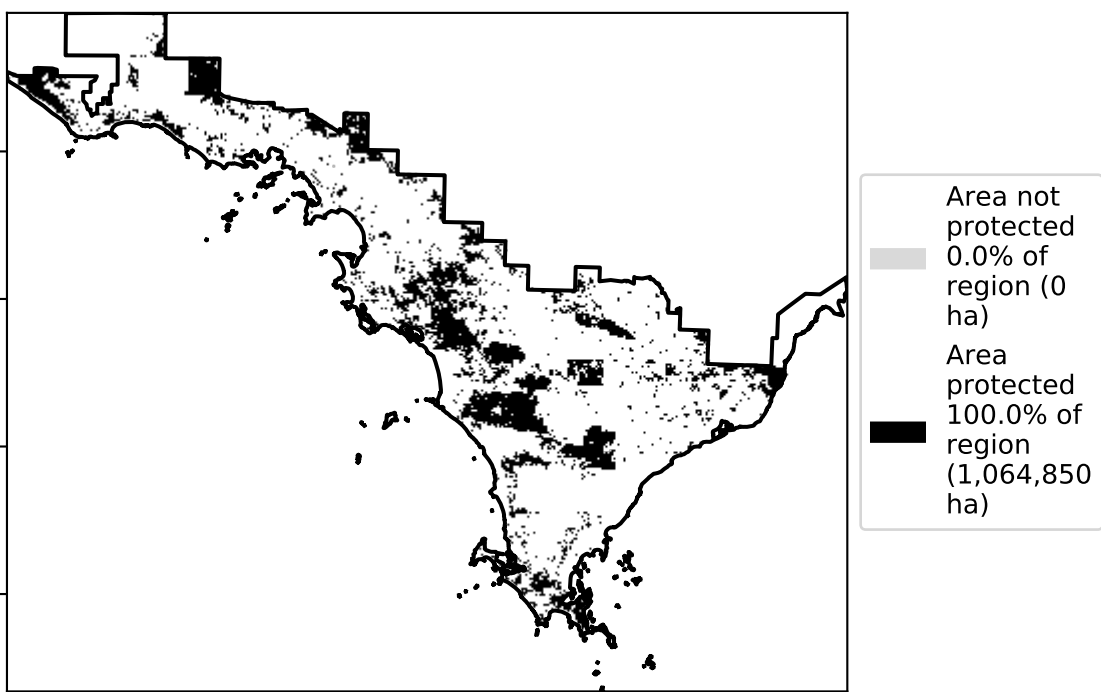 Area not
protected
0.0% of
region (0
ha)
Area
protected
100.0% of
region
(1,064,850
ha)